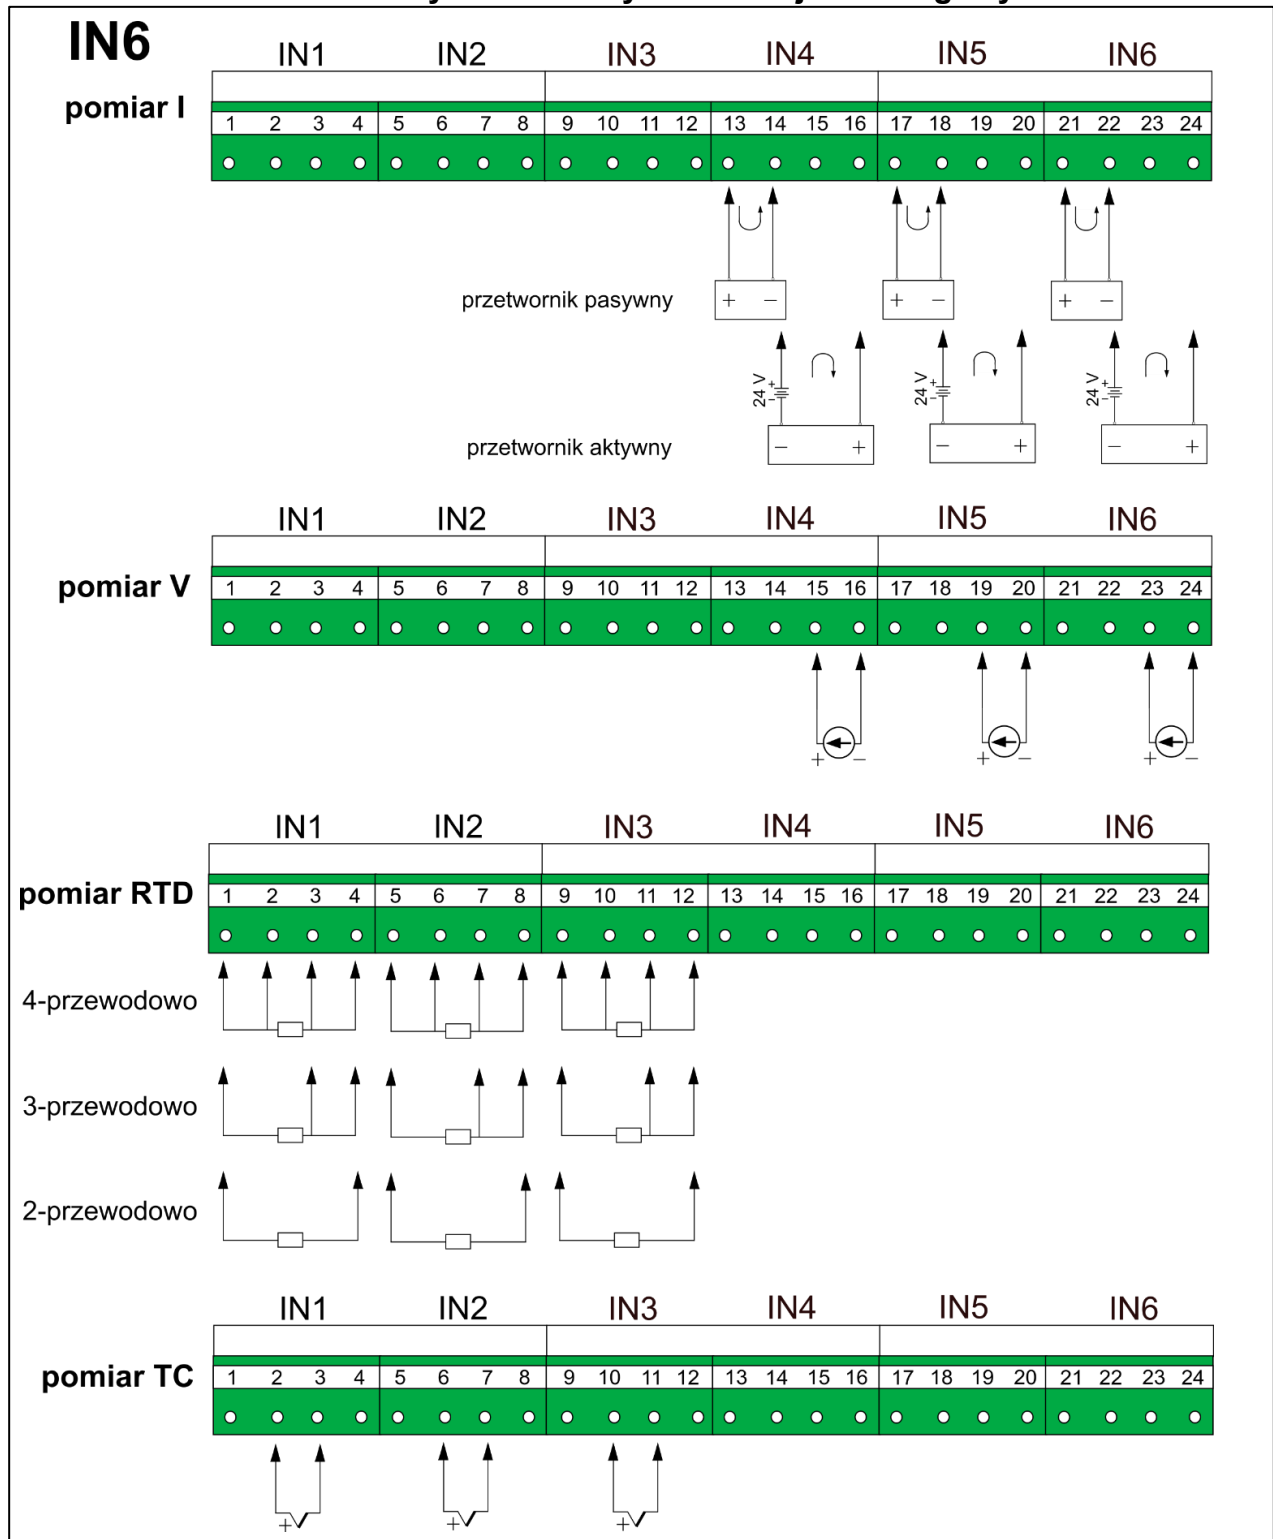 IN6
IN1 IN2 IN3 IN4 IN5 IN6
pomiar I
1 2 3 4 5 6 7 8 9 10 11 12 13 14 15 16 17 18 19 20 21 22 23 24
przetwornik pasywny
+ − + − + −
24 V + − 24 V + − 24 V + −
przetwornik aktywny
− + − + − +
IN1 IN2 IN3 IN4 IN5 IN6
pomiar V
1 2 3 4 5 6 7 8 9 10 11 12 13 14 15 16 17 18 19 20 21 22 23 24
+ − + − + −
IN1 IN2 IN3 IN4 IN5 IN6
pomiar RTD
1 2 3 4 5 6 7 8 9 10 11 12 13 14 15 16 17 18 19 20 21 22 23 24
4-przewodowo
3-przewodowo
2-przewodowo
IN1 IN2 IN3 IN4 IN5 IN6
pomiar TC
1 2 3 4 5 6 7 8 9 10 11 12 13 14 15 16 17 18 19 20 21 22 23 24
+ + +